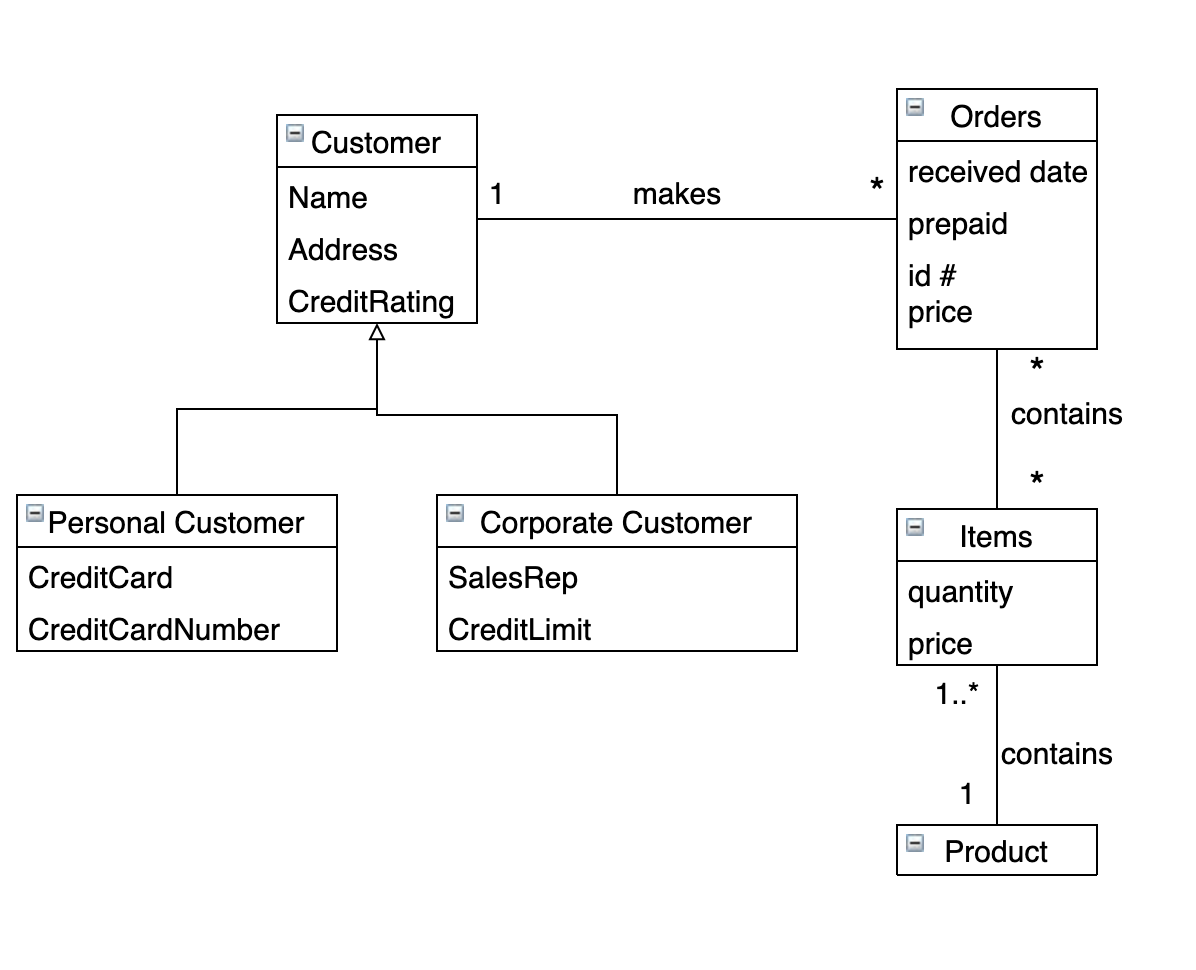 Customer
Name
Address
CreditRating
1 makes *
Orders
received date
prepaid
id #
price
*
contains
*
Personal Customer
CreditCard
CreditCardNumber
Corporate Customer
SalesRep
CreditLimit
Items
quantity
price
1..*
contains
1
Product